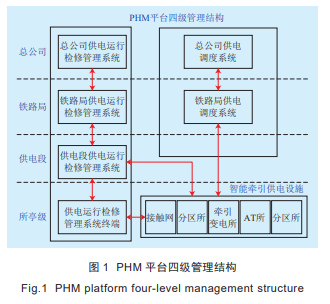 PHM平台四级管理结构
总公司
总公司供电运行
检修管理系统
总公司供电
调度系统
铁路局
铁路局供电运行
检修管理系统
铁路局供电
调度系统
供电段
供电段供电运行
检修管理系统
智能牵引供电设施
所亭级
供电运行检修
管理系统终端
接触网
分区所
牵引
变电所
AT所
分区所
图 1 PHM 平台四级管理结构
Fig.1 PHM platform four-level management structure